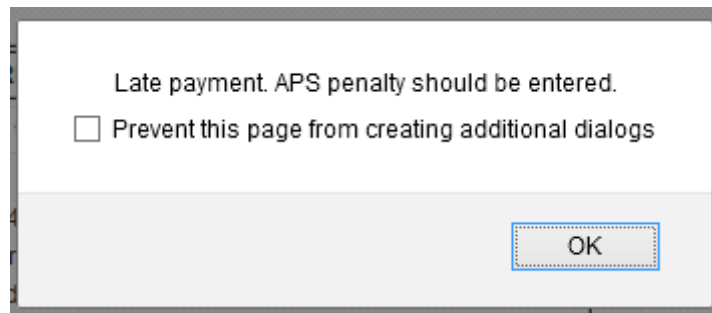 Late payment. APS penalty should be entered.
Prevent this page from creating additional dialogs
OK